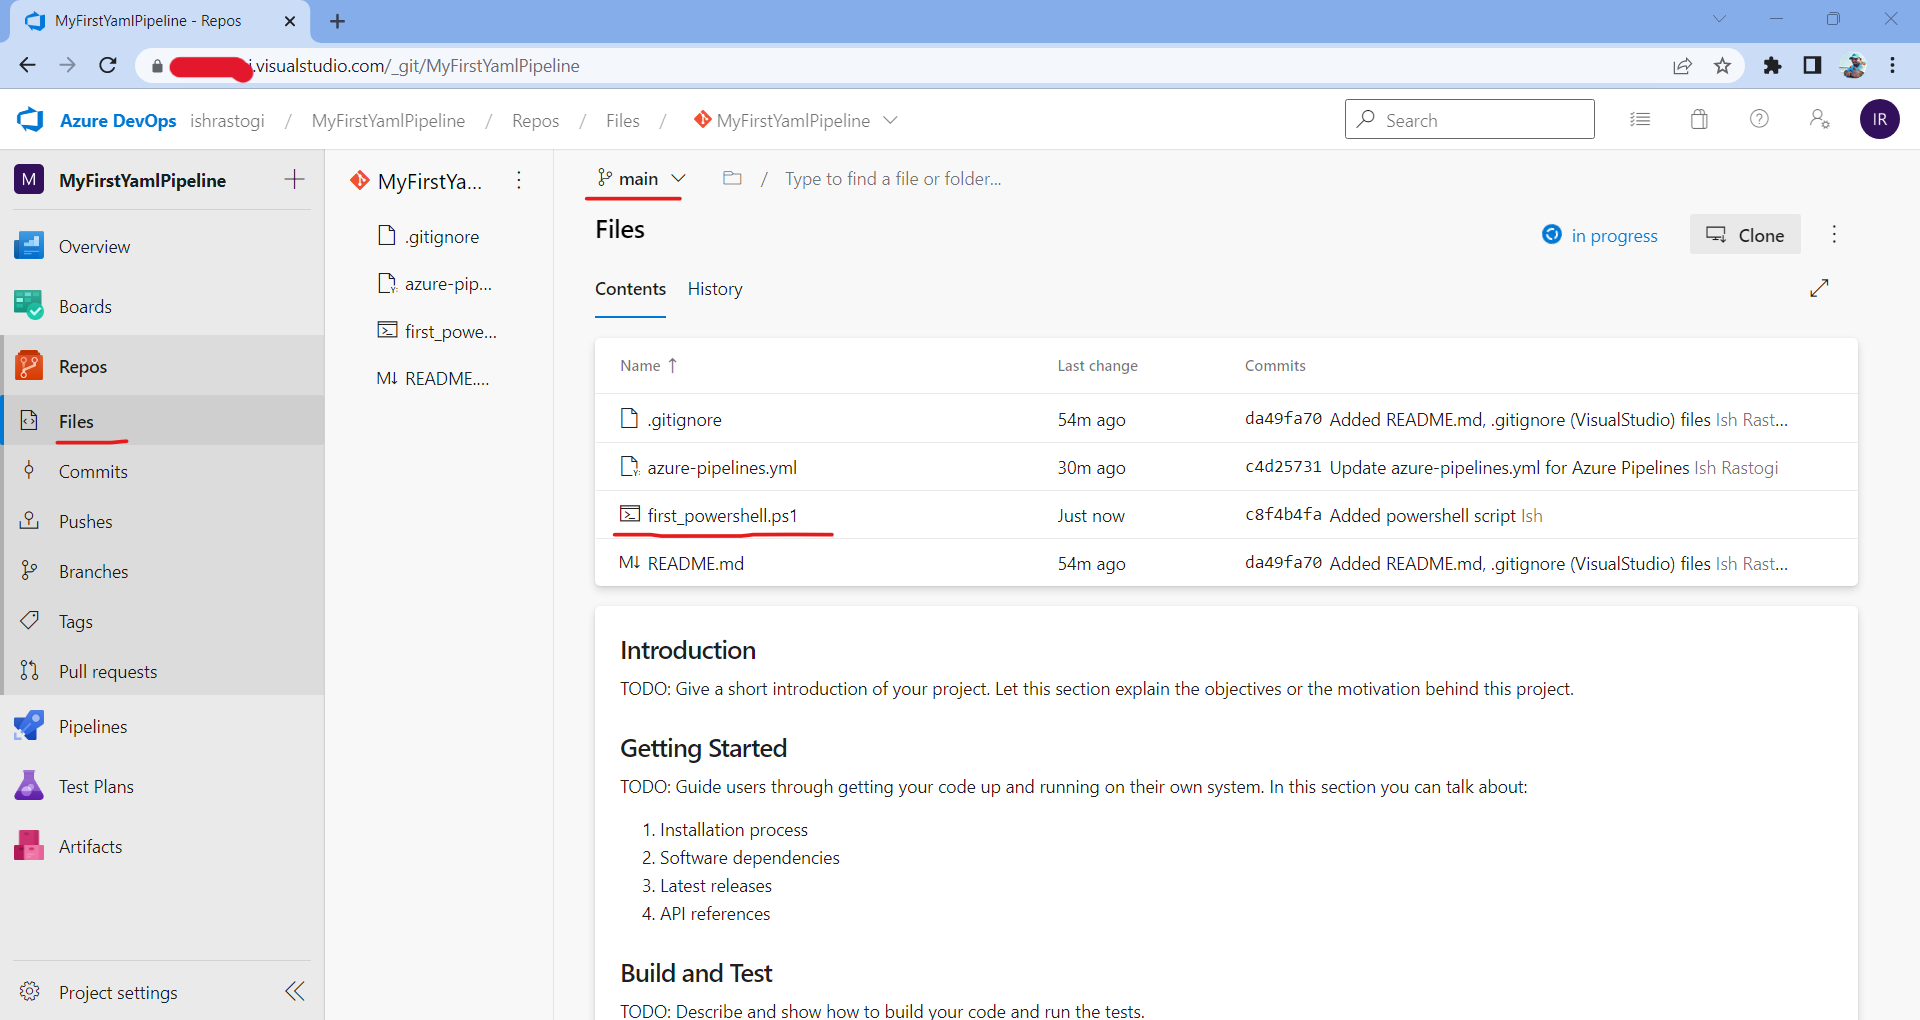 MyFirstYamlPipeline - Repos
i.visualstudio.com/_git/MyFirstYamlPipeline
Azure DevOps ishrastogi / MyFirstYamlPipeline / Repos / Files / MyFirstYamlPipeline
Search
IR
M MyFirstYamlPipeline
Overview
Boards
Repos
Files
Commits
Pushes
Branches
Tags
Pull requests
Pipelines
Test Plans
Artifacts
Project settings
MyFirstYa...
.gitignore
azure-pip...
first_powe...
README....
main / Type to find a file or folder...
Files
in progress
Clone
Contents History
Name Last change Commits
.gitignore 54m ago da49fa70 Added README.md, .gitignore (VisualStudio) files Ish Rast...
azure-pipelines.yml 30m ago c4d25731 Update azure-pipelines.yml for Azure Pipelines Ish Rastogi
first_powershell.ps1 Just now c8f4b4fa Added powershell script Ish
README.md 54m ago da49fa70 Added README.md, .gitignore (VisualStudio) files Ish Rast...
Introduction
TODO: Give a short introduction of your project. Let this section explain the objectives or the motivation behind this project.
Getting Started
TODO: Guide users through getting your code up and running on their own system. In this section you can talk about:
1. Installation process
2. Software dependencies
3. Latest releases
4. API references
Build and Test
TODO: Describe and show how to build your code and run the tests.